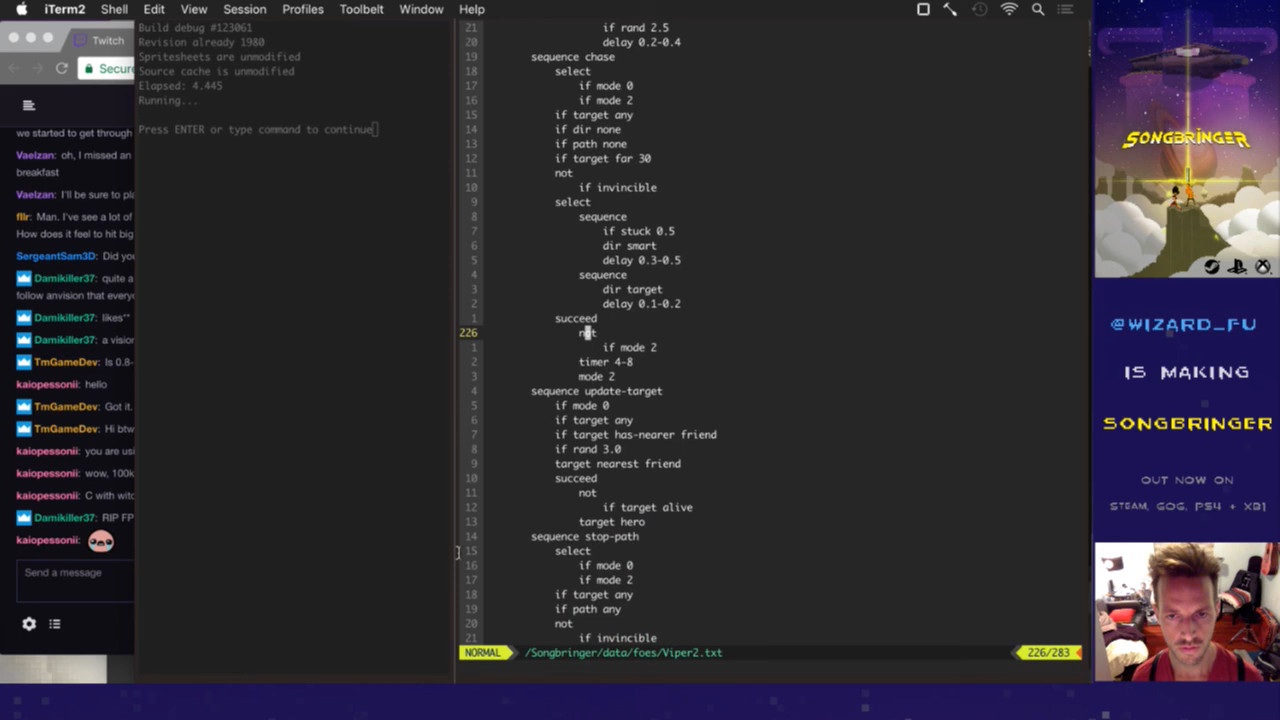 iTerm2 Shell Edit View Session Profiles Toolbelt Window Help
Twitch
Secure
we started to get through
Vaelzan: oh, I missed an
breakfast
Vaelzan: I'll be sure to pl
fllr: Man. I've see a lot of
How does it feel to hit big
SergeantSam3D: Did you
Damikiller37: quite a
follow anvision that every
Damikiller37: likes**
Damikiller37: a vision
TmGameDev: Is 0.8-
kaiopessonii: hello
TmGameDev: Got it.
TmGameDev: Hi btw
kaiopessonii: you are usi
kaiopessonii: wow, 100k
kaiopessonii: C with wit
Damikiller37: RIP FP
kaiopessonii:
Send a message
Build debug #123061
Revision already 1980
Spritesheets are unmodified
Source cache is unmodified
Elapsed: 4.445
Running...
Press ENTER or type command to continue
21 if rand 2.5
20 delay 0.2-0.4
19 sequence chase
18 select
17 if mode 0
16 if mode 2
15 if target any
14 if dir none
13 if path none
12 if target far 30
11 not
10 if invincible
9 select
8 sequence
7 if stuck 0.5
6 dir smart
5 delay 0.3-0.5
4 sequence
3 dir target
2 delay 0.1-0.2
1 succeed
226 not
1 if mode 2
2 timer 4-8
3 mode 2
4 sequence update-target
5 if mode 0
6 if target any
7 if target has-nearer friend
8 if rand 3.0
9 target nearest friend
10 succeed
11 not
12 if target alive
13 target hero
14 sequence stop-path
15 select
16 if mode 0
17 if mode 2
18 if target any
19 if path any
20 not
21 if invincible
NORMAL /Songbringer/data/foes/Viper2.txt 226/283
SONGBRINGER
@WIZARD_FU
IS MAKING
SONGBRINGER
OUT NOW ON
STEAM, GOG, PS4 + XB1